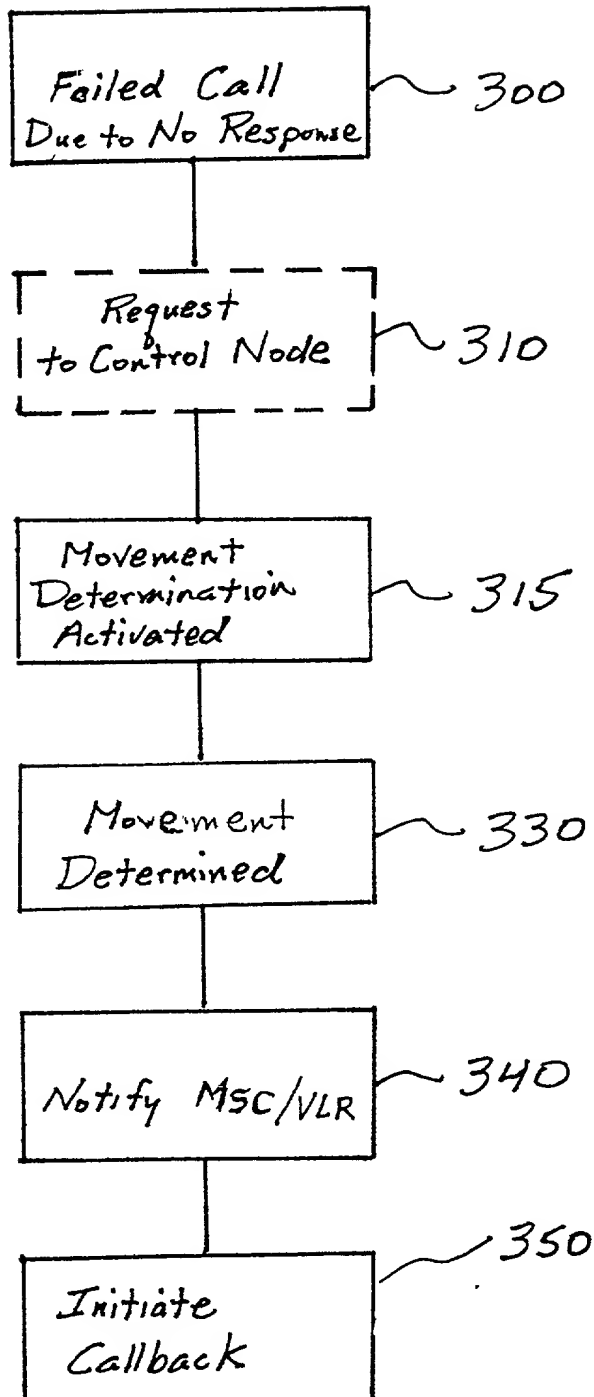 Failed Call
Due to No Response
300
Request
to Control Node
310
Movement
Determination
Activated
315
Movement
Determined
330
Notify MSC/VLR
340
350
Initiate
Callback